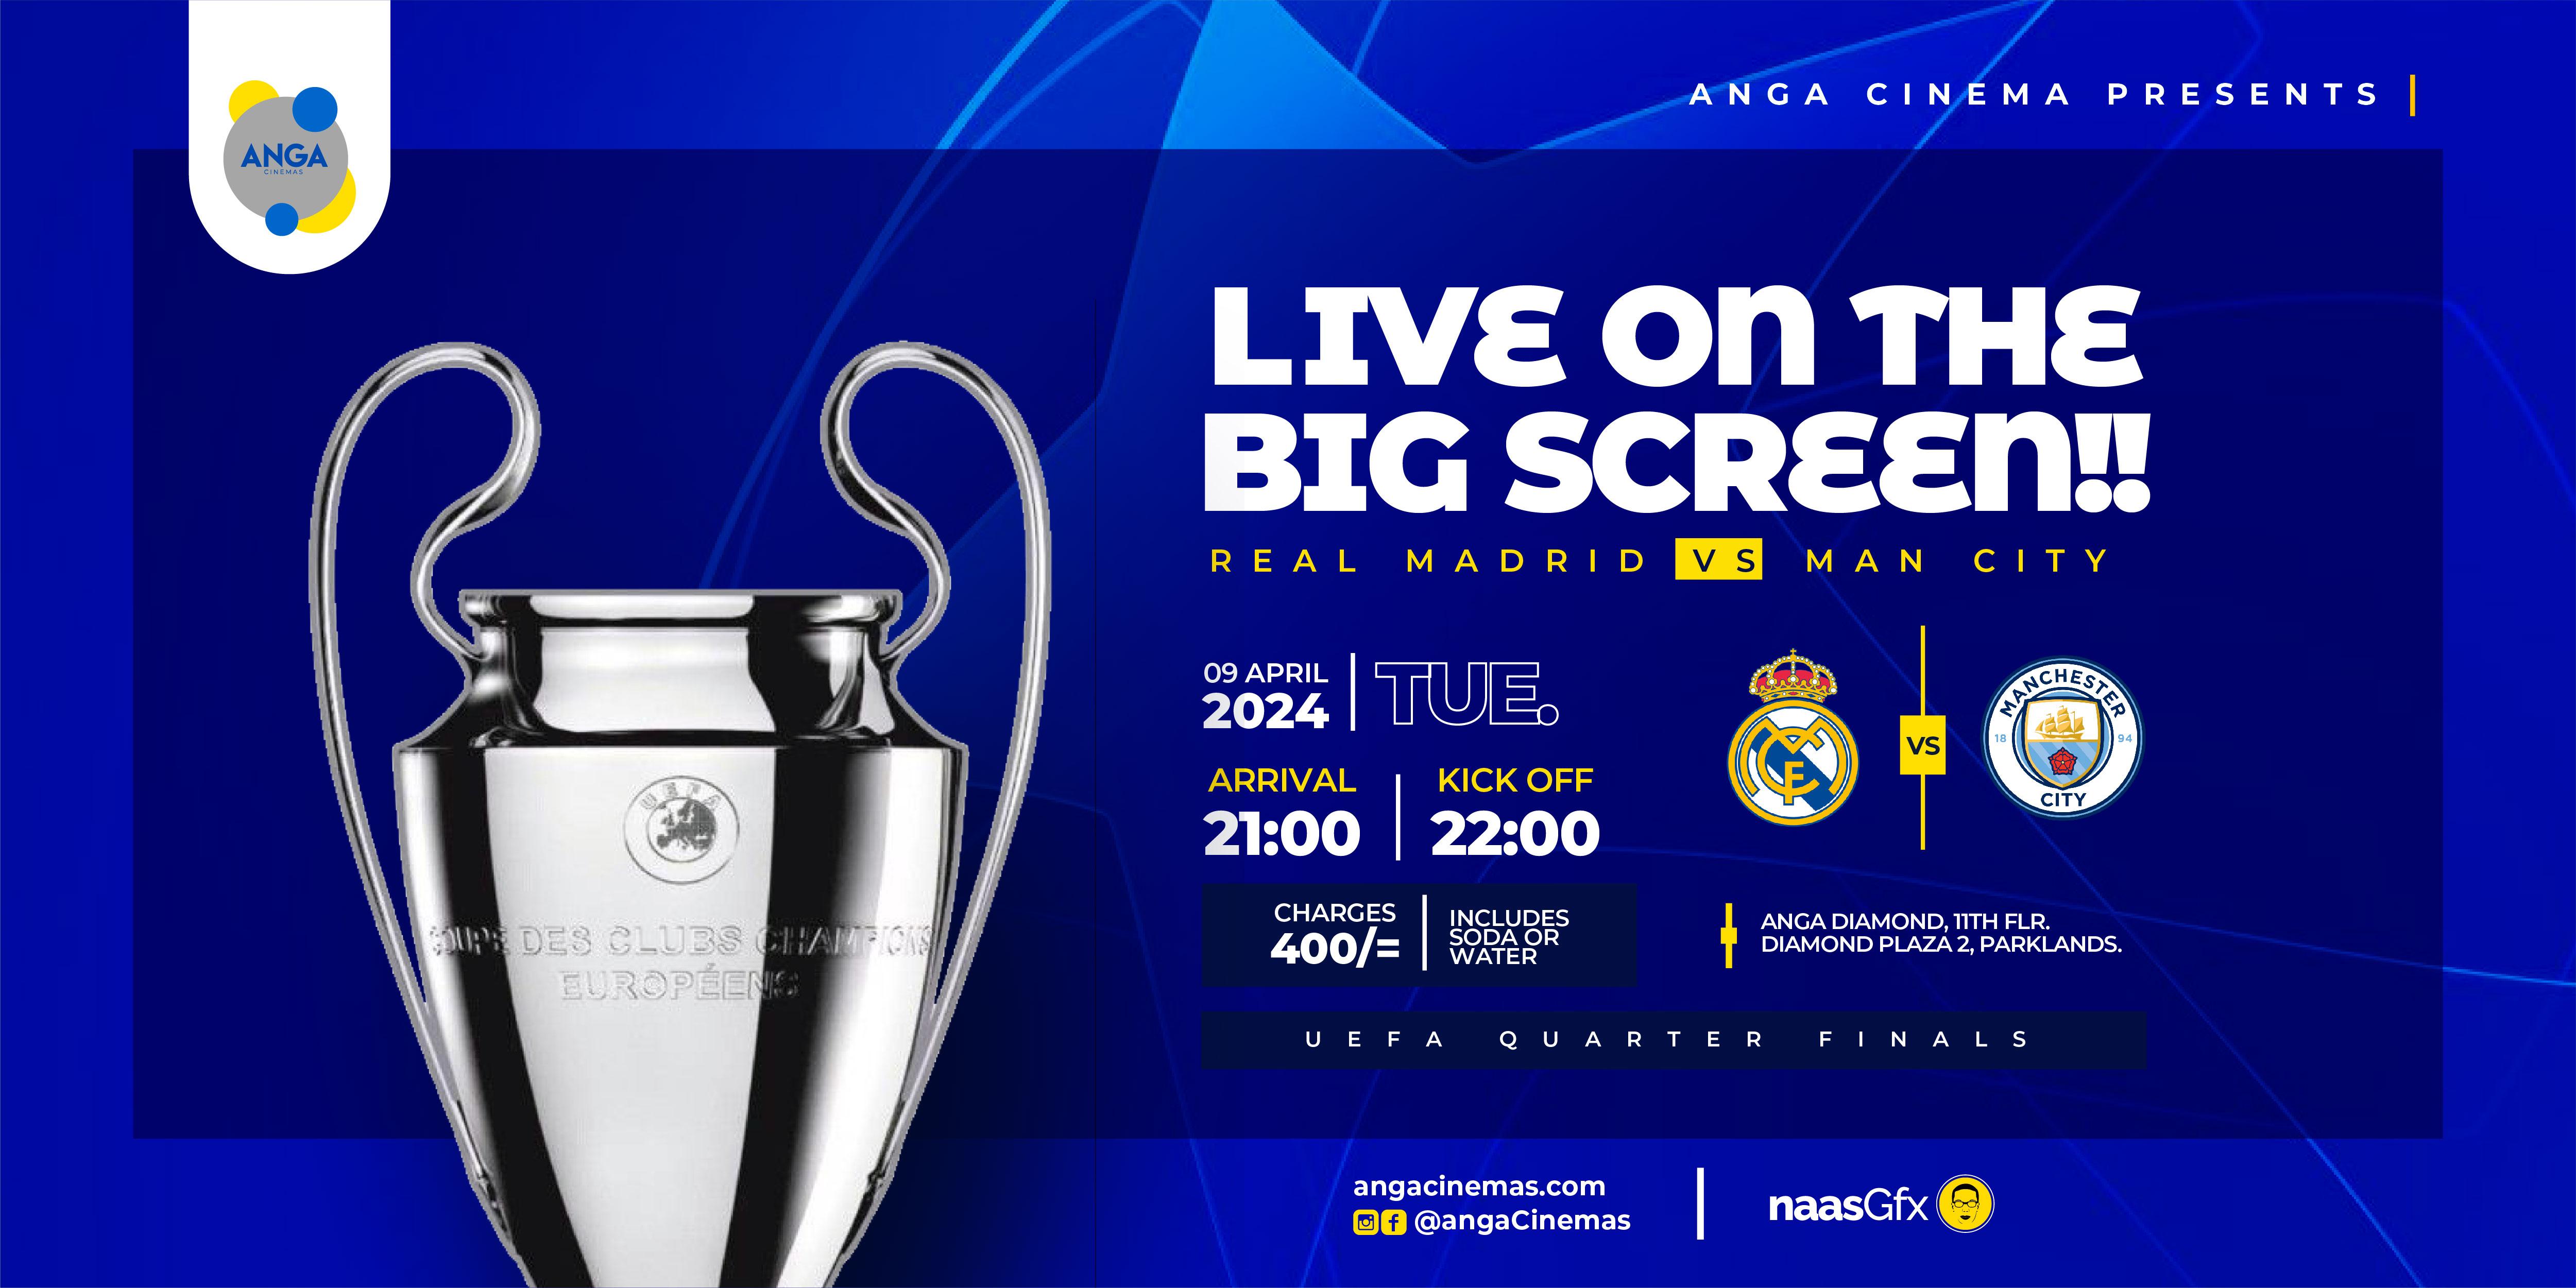 ANGA
CINEMAS
ANGA CINEMA PRESENTS
LIVE ON THE
BIG SCREEN!!
REAL MADRID VS MAN CITY
09 APRIL
2024
TUE.
ARRIVAL
21:00
KICK OFF
22:00
MANCHESTER
18 94
CITY
VS
CHARGES
400/=
INCLUDES
SODA OR
WATER
ANGA DIAMOND, 11TH FLR.
DIAMOND PLAZA 2, PARKLANDS.
UEFA QUARTER FINALS
UEFA
COUPE DES CLUBS CHAMPIONS
EUROPÉENS
angacinemas.com
@angaCinemas
naasGfx